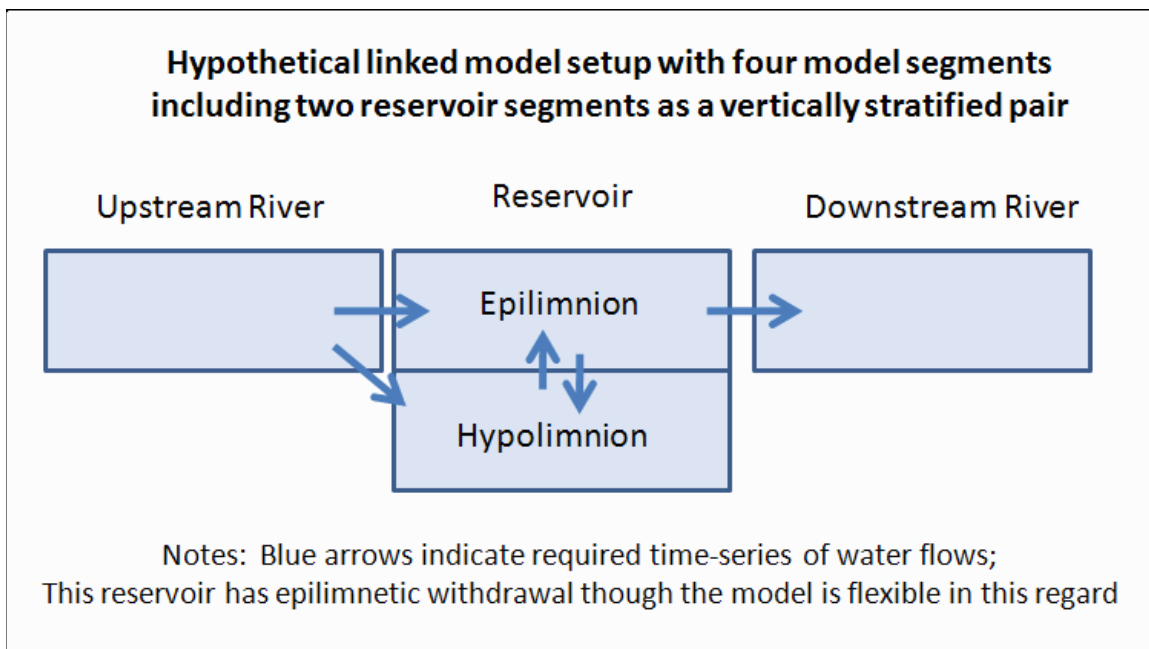 Hypothetical linked model setup with four model segments
including two reservoir segments as a vertically stratified pair
Upstream River
Reservoir
Downstream River
Epilimnion
Hypolimnion
Notes:  Blue arrows indicate required time-series of water flows;
This reservoir has epilimnetic withdrawal though the model is flexible in this regard